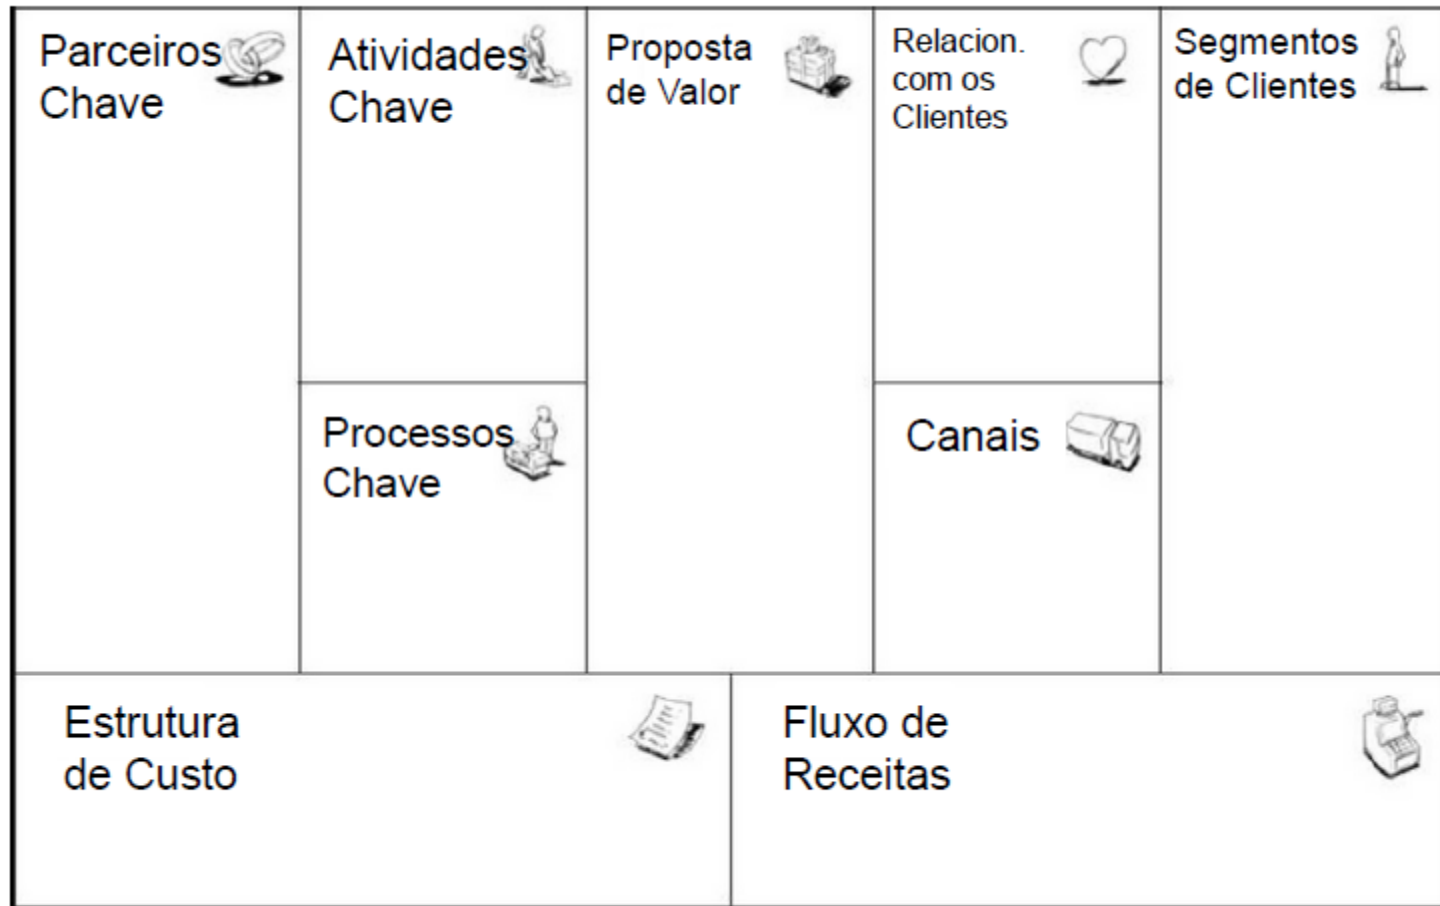 Parceiros
Chave
Atividades
Chave
Processos
Chave
Proposta
de Valor
Relacion.
com os
Clientes
Canais
Segmentos
de Clientes
Estrutura
de Custo
Fluxo de
Receitas